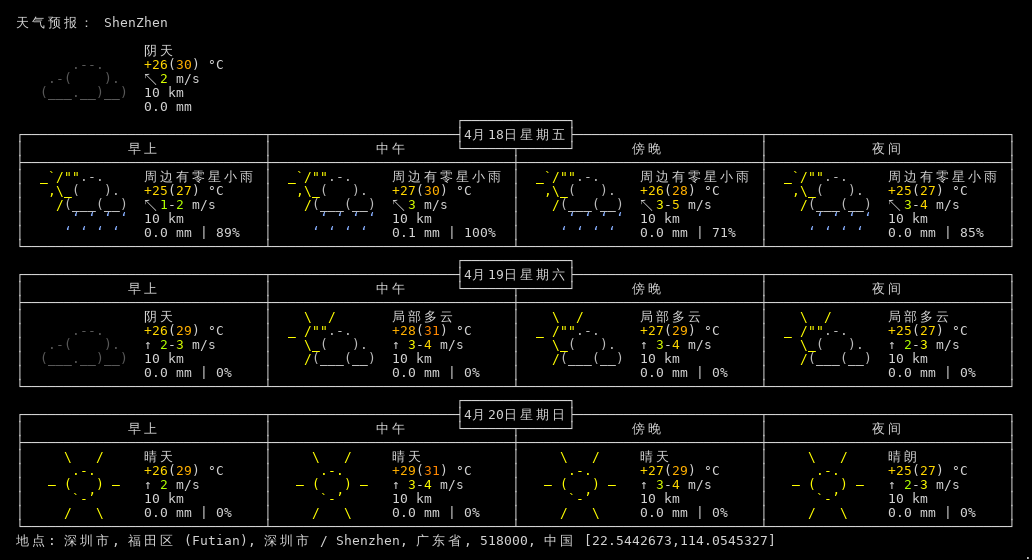 天气预报： ShenZhen
阴天
+26(30) °C
↖2 m/s
10 km
0.0 mm
4月18日星期五
早上 中午 傍晚 夜间
周边有零星小雨 周边有零星小雨 周边有零星小雨 周边有零星小雨
+25(27) °C +27(30) °C +26(28) °C +25(27) °C
↖1-2 m/s ↖3 m/s ↖3-5 m/s ↖3-4 m/s
10 km 10 km 10 km 10 km
0.0 mm | 89% 0.1 mm | 100% 0.0 mm | 71% 0.0 mm | 85%
4月19日星期六
早上 中午 傍晚 夜间
阴天 局部多云 局部多云 局部多云
+26(29) °C +28(31) °C +27(29) °C +25(27) °C
↑ 2-3 m/s ↑ 3-4 m/s ↑ 3-4 m/s ↑ 2-3 m/s
10 km 10 km 10 km 10 km
0.0 mm | 0% 0.0 mm | 0% 0.0 mm | 0% 0.0 mm | 0%
4月20日星期日
早上 中午 傍晚 夜间
晴天 晴天 晴天 晴朗
+26(29) °C +29(31) °C +27(29) °C +25(27) °C
↑ 2 m/s ↑ 3-4 m/s ↑ 3-4 m/s ↑ 2-3 m/s
10 km 10 km 10 km 10 km
0.0 mm | 0% 0.0 mm | 0% 0.0 mm | 0% 0.0 mm | 0%
地点: 深圳市, 福田区 (Futian), 深圳市 / Shenzhen, 广东省, 518000, 中国 [22.5442673,114.0545327]